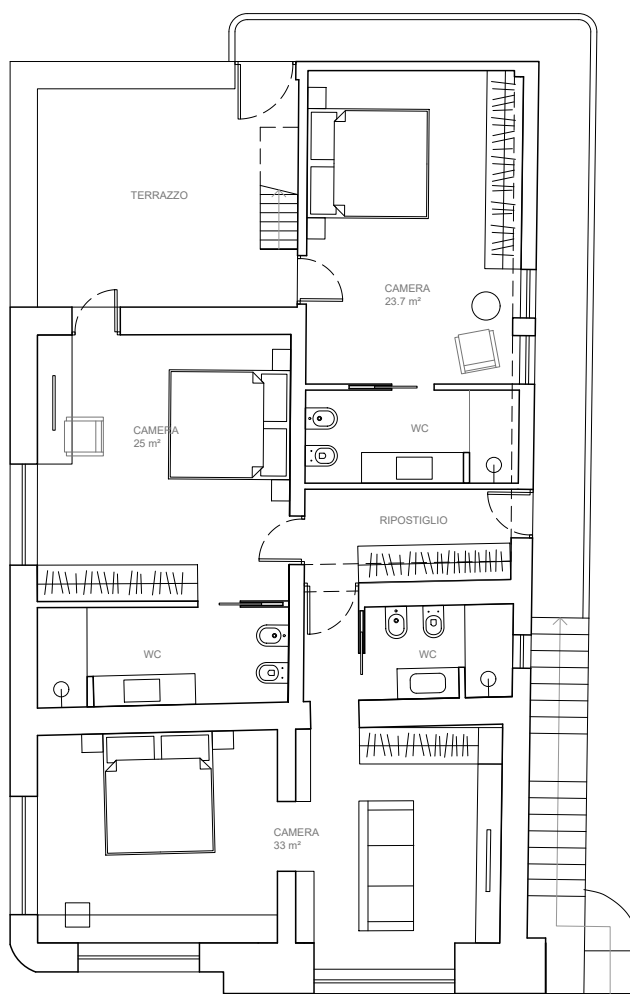 TERRAZZO
CAMERA
23.7 m²
CAMERA
25 m²
WC
RIPOSTIGLIO
WC
WC
CAMERA
33 m²